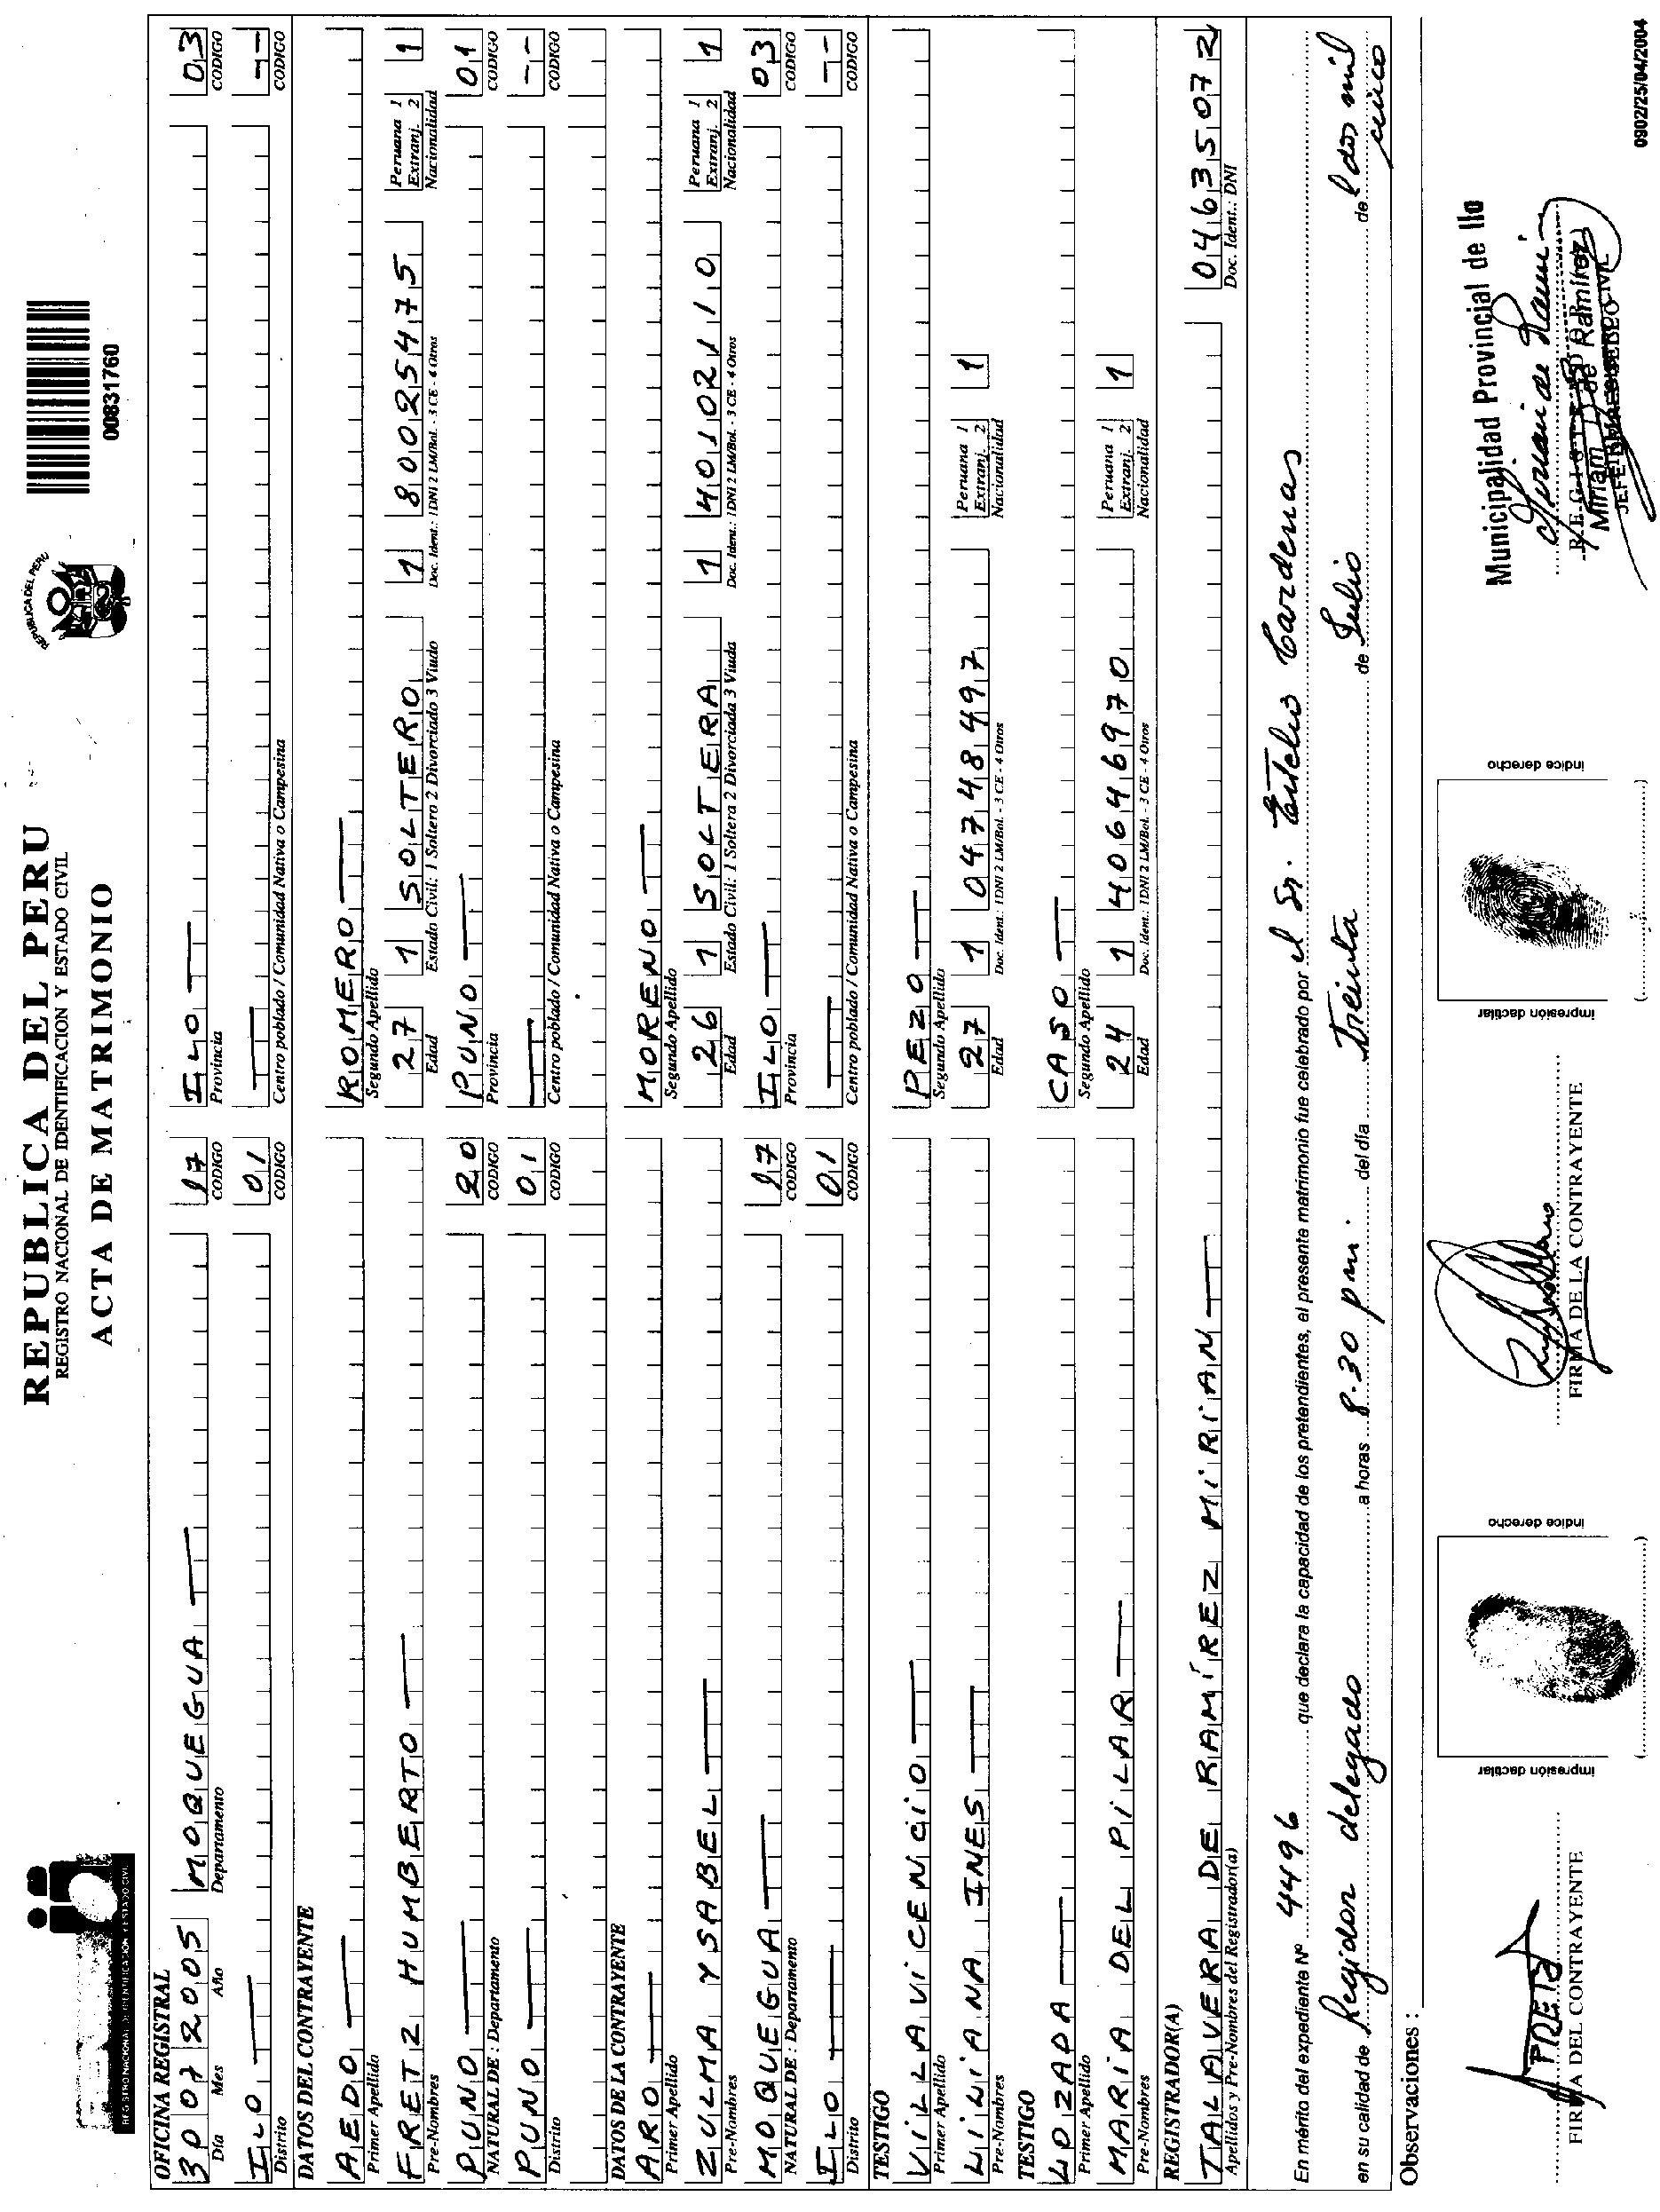 REGISTRO NACIONAL DE IDENTIFICACION Y ESTADO CIVIL
REPUBLICA DEL PERU
REGISTRO NACIONAL DE IDENTIFICACION Y ESTADO CIVIL
ACTA DE MATRIMONIO
REPUBLICA DEL PERU
00831760
OFICINA REGISTRAL
30 07 2005 MOQUEGUA 17 ILO 03
Día Mes Año Departamento CODIGO Provincia CODIGO
ILO 01 --
Distrito CODIGO Centro poblado / Comunidad Nativa o Campesina CODIGO
DATOS DEL CONTRAYENTE
AEDO ROMERO
Primer Apellido Segundo Apellido
FRETZ HUMBERTO 27 1 SOLTERO 1 80025475 Peruana 1 Extranj. 2 1
Pre-Nombres Edad Estado Civil: 1 Soltero 2 Divorciado 3 Viudo Doc. Ident.: 1DNI 2 LM/Bol. - 3 CE - 4 Otros Nacionalidad
PUNO 20 PUNO 01
NATURAL DE : Departamento CODIGO Provincia CODIGO
PUNO 01 --
Distrito CODIGO Centro poblado / Comunidad Nativa o Campesina CODIGO
DATOS DE LA CONTRAYENTE
ARO MORENO
Primer Apellido Segundo Apellido
ZULMA YSABEL 26 1 SOLTERA 1 40102110 Peruana 1 Extranj. 2 1
Pre-Nombres Edad Estado Civil: 1 Soltera 2 Divorciada 3 Viuda Doc. Ident.: 1DNI 2 LM/Bol. - 3 CE - 4 Otros Nacionalidad
MOQUEGUA 17 ILO 03
NATURAL DE : Departamento CODIGO Provincia CODIGO
ILO 01 --
Distrito CODIGO Centro poblado / Comunidad Nativa o Campesina CODIGO
TESTIGO
VILLAVICENCIO PEZO
Primer Apellido Segundo Apellido
LILIANA INES 27 1 04748497 Peruana 1 Extranj. 2 1
Pre-Nombres Edad Doc. Ident.: 1DNI 2 LM/Bol. - 3 CE - 4 Otros Nacionalidad
TESTIGO
LOZADA CASO
Primer Apellido Segundo Apellido
MARIA DEL PILAR 24 1 40646970 Peruana 1 Extranj. 2 1
Pre-Nombres Edad Doc. Ident.: 1DNI 2 LM/Bol. - 3 CE - 4 Otros Nacionalidad
REGISTRADOR(A)
TALAVERA DE RAMÍREZ MIRIAN 04635072
Apellidos y Pre-Nombres del Registrador(a) Doc. Ident.: DNI
En mérito del expediente Nº 4496 que declara la capacidad de los pretendientes, el presente matrimonio fue celebrado por el Sr. Eutelio Cardenas
en su calidad de Regidor delegado a horas 8.30 pm. del día Treinta de Julio de l dos mil
cinco
Observaciones :
FIRMA DEL CONTRAYENTE
impresión dactilar
indice derecho
FIRMA DE LA CONTRAYENTE
impresión dactilar
indice derecho
Municipalidad Provincial de Ilo
REGISTRADOR
0902/25/04/2004